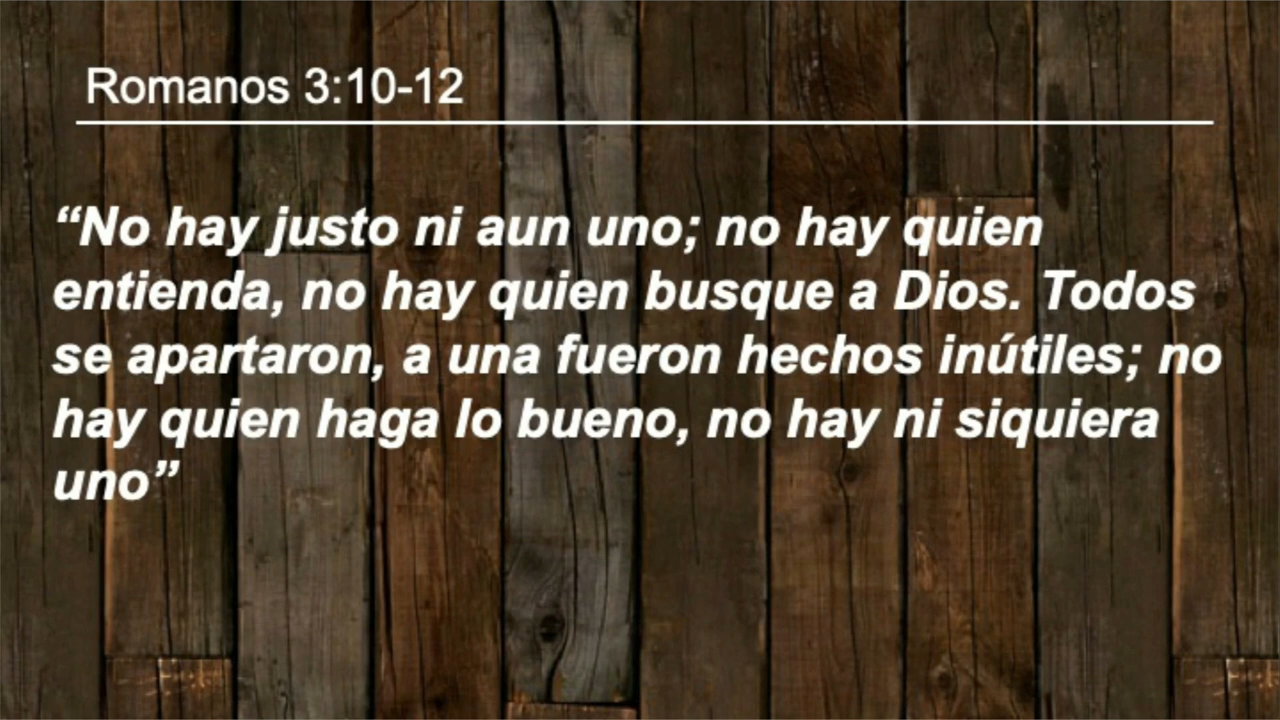 Romanos 3:10-12
“No hay justo ni aun uno; no hay quien
entienda, no hay quien busque a Dios. Todos
se apartaron, a una fueron hechos inútiles; no
hay quien haga lo bueno, no hay ni siquiera
uno”